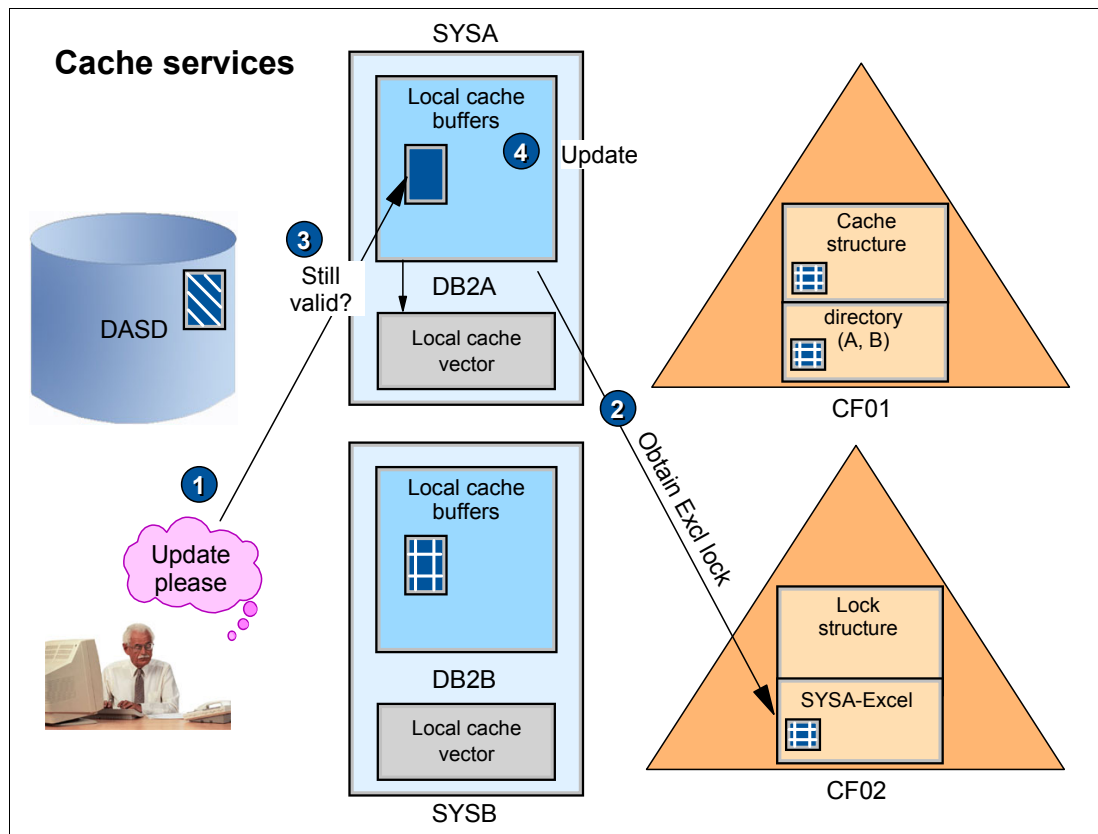 Cache services
SYSA
Local cache
buffers
4
Update
3
Still
valid?
DB2A
Local cache
vector
DASD
1
Update
please
2
Obtain Excl lock
Cache
structure
directory
(A, B)
CF01
Local cache
buffers
DB2B
Local cache
vector
SYSB
Lock
structure
SYSA-Excel
CF02